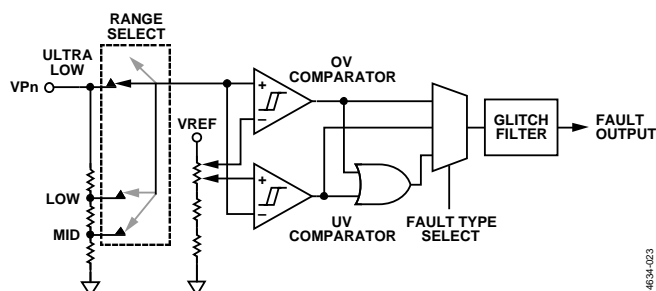 RANGE
SELECT
ULTRA
LOW
VPn
LOW
MID
VREF
+
−
OV
COMPARATOR
+
−
UV
COMPARATOR
FAULT TYPE
SELECT
GLITCH
FILTER
FAULT
OUTPUT
4634-023